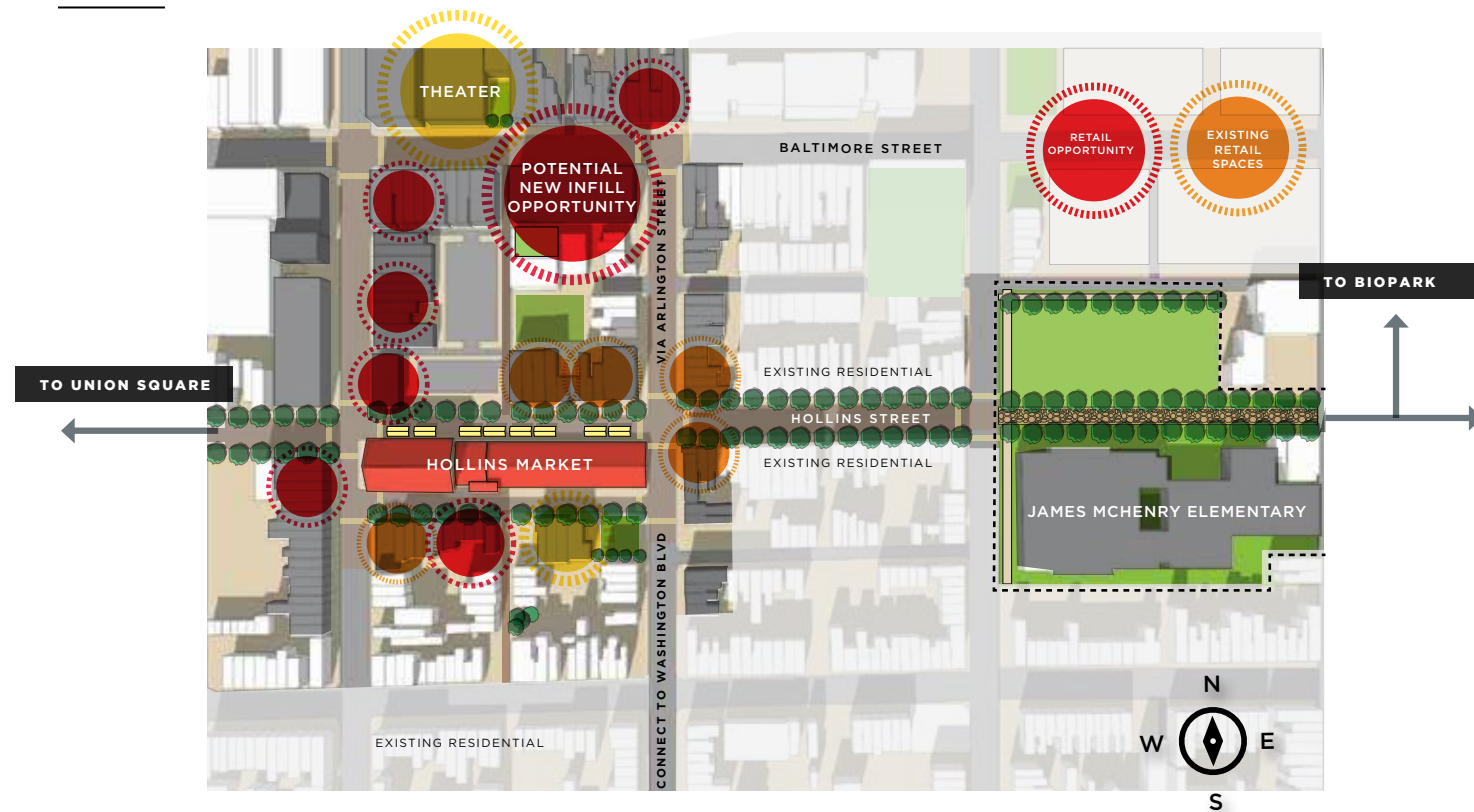 THEATER
POTENTIAL
NEW INFILL
OPPORTUNITY
RETAIL
OPPORTUNITY
EXISTING
RETAIL
SPACES
BALTIMORE STREET
VIA ARLINGTON STREET
TO BIOPARK
TO UNION SQUARE
EXISTING RESIDENTIAL
HOLLINS STREET
EXISTING RESIDENTIAL
HOLLINS MARKET
JAMES MCHENRY ELEMENTARY
CONNECT TO WASHINGTON BLVD
EXISTING RESIDENTIAL
N
W
E
S